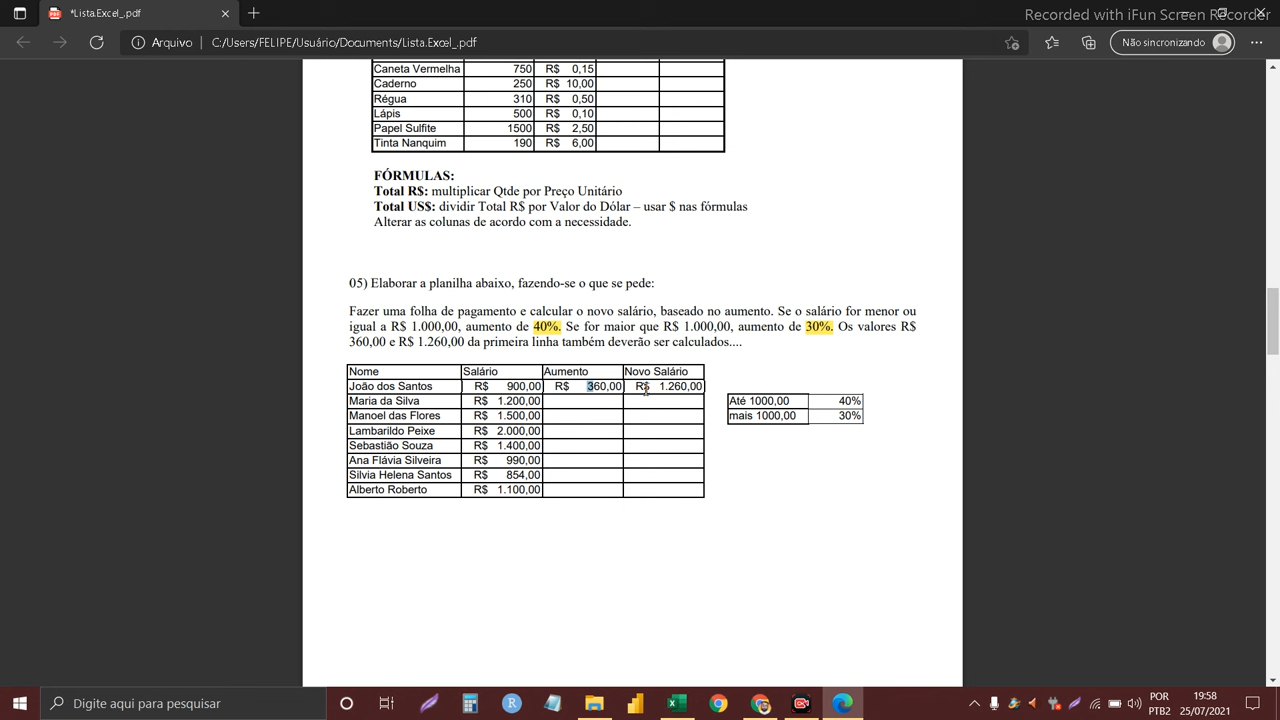 *Lista.Excel_.pdf
Recorded with iFun Screen Recorder
Arquivo C:/Users/FELIPE/Usuário/Documents/Lista.Excel_.pdf
Não sincronizando
Caneta Vermelha 750 R$ 0,15
Caderno 250 R$ 10,00
Régua 310 R$ 0,50
Lápis 500 R$ 0,10
Papel Sulfite 1500 R$ 2,50
Tinta Nanquim 190 R$ 6,00
FÓRMULAS:
Total R$: multiplicar Qtde por Preço Unitário
Total US$: dividir Total R$ por Valor do Dólar – usar $ nas fórmulas
Alterar as colunas de acordo com a necessidade.
05) Elaborar a planilha abaixo, fazendo-se o que se pede:
Fazer uma folha de pagamento e calcular o novo salário, baseado no aumento. Se o salário for menor ou
igual a R$ 1.000,00, aumento de 40%. Se for maior que R$ 1.000,00, aumento de 30%. Os valores R$
360,00 e R$ 1.260,00 da primeira linha também deverão ser calculados....
Nome Salário Aumento Novo Salário
João dos Santos R$ 900,00 R$ 360,00 R$ 1.260,00
Maria da Silva R$ 1.200,00
Até 1000,00 40%
Manoel das Flores R$ 1.500,00
mais 1000,00 30%
Lambarildo Peixe R$ 2.000,00
Sebastião Souza R$ 1.400,00
Ana Flávia Silveira R$ 990,00
Silvia Helena Santos R$ 854,00
Alberto Roberto R$ 1.100,00
Digite aqui para pesquisar
POR
PTB2
19:58
25/07/2021